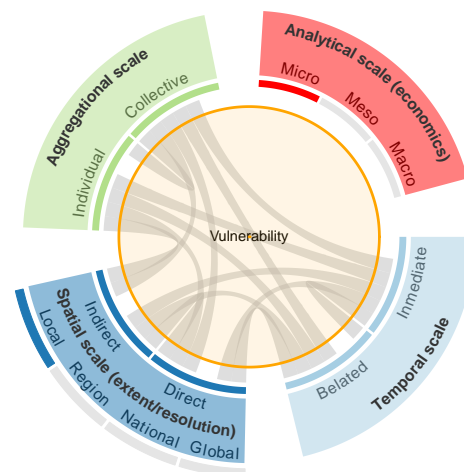 Aggregational scale
Collective
Individual
Analytical scale (economics)
Micro
Meso
Macro
Vulnerability
Immediate
Belated
Temporal scale
Indirect
Direct
Spatial scale (extent/resolution)
Local
Region
National
Global